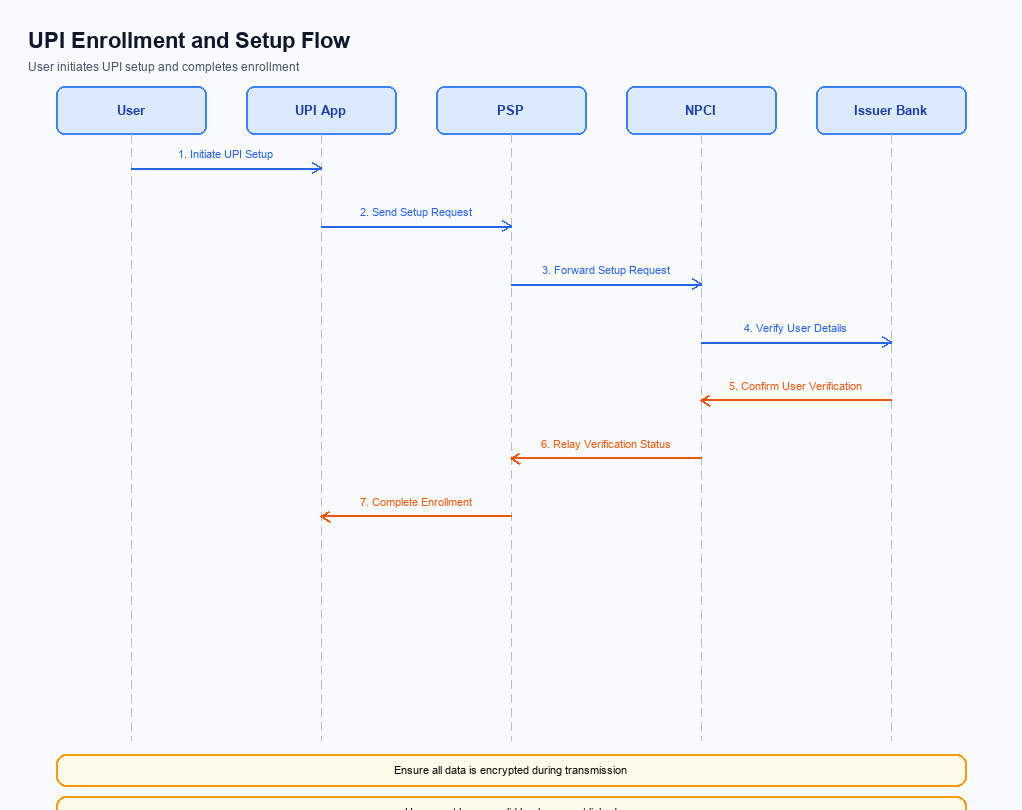 UPI Enrollment and Setup Flow
User initiates UPI setup and completes enrollment
User
UPI App
PSP
NPCI
Issuer Bank
1. Initiate UPI Setup
2. Send Setup Request
3. Forward Setup Request
4. Verify User Details
5. Confirm User Verification
6. Relay Verification Status
7. Complete Enrollment
Ensure all data is encrypted during transmission